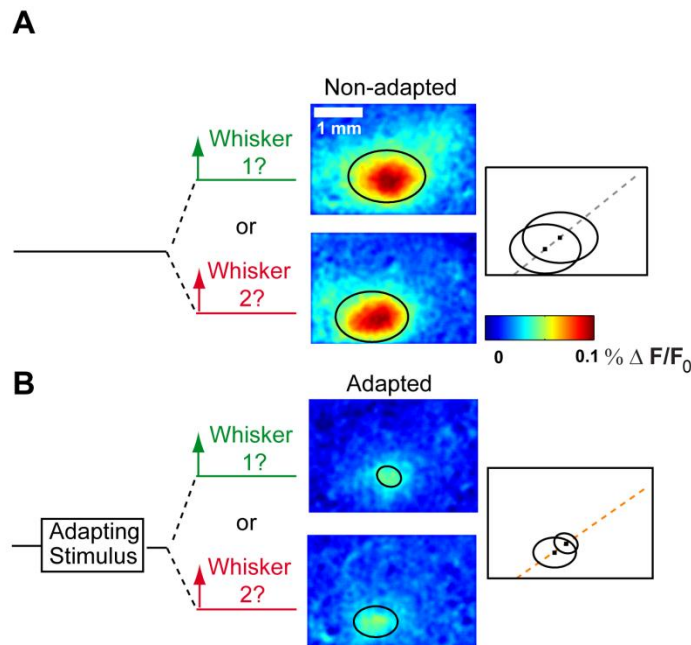 A
Non-adapted
1 mm
Whisker
1?
or
Whisker
2?
0 0.1 % Δ F/F₀
B
Adapted
Whisker
1?
Adapting
Stimulus
or
Whisker
2?